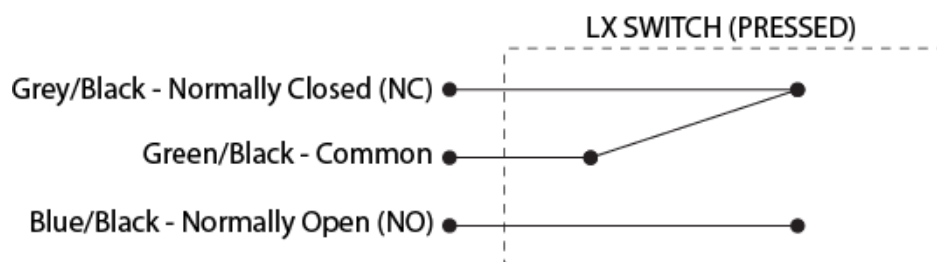 LX SWITCH (PRESSED)
Grey/Black - Normally Closed (NC)
Green/Black - Common
Blue/Black - Normally Open (NO)